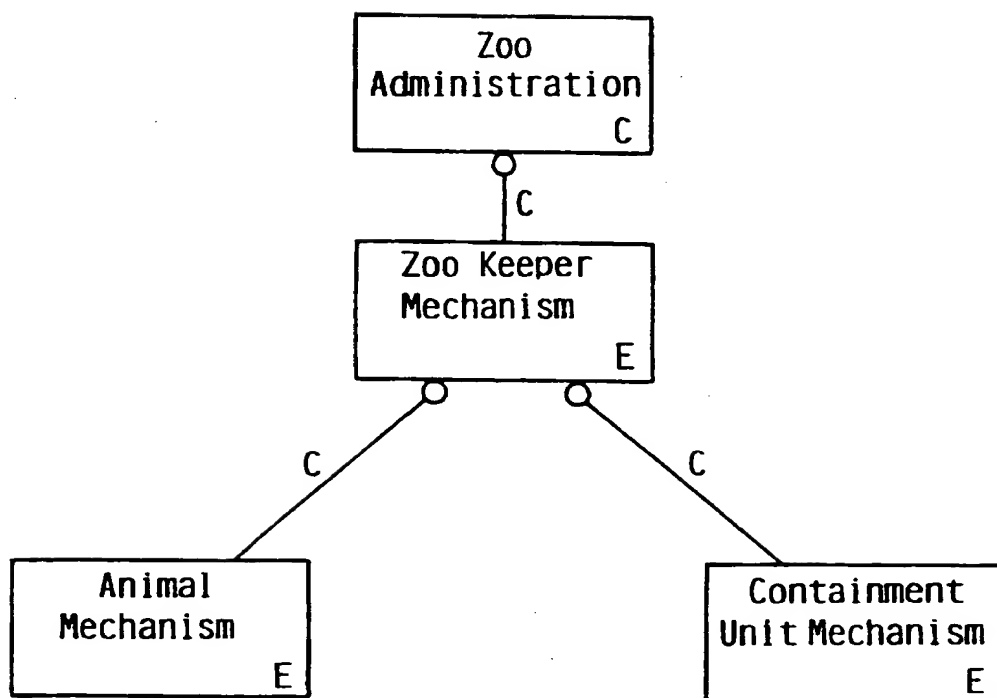 Zoo
Administration
C
C
Zoo Keeper
Mechanism
E
C
C
Animal
Mechanism
E
Containment
Unit Mechanism
E